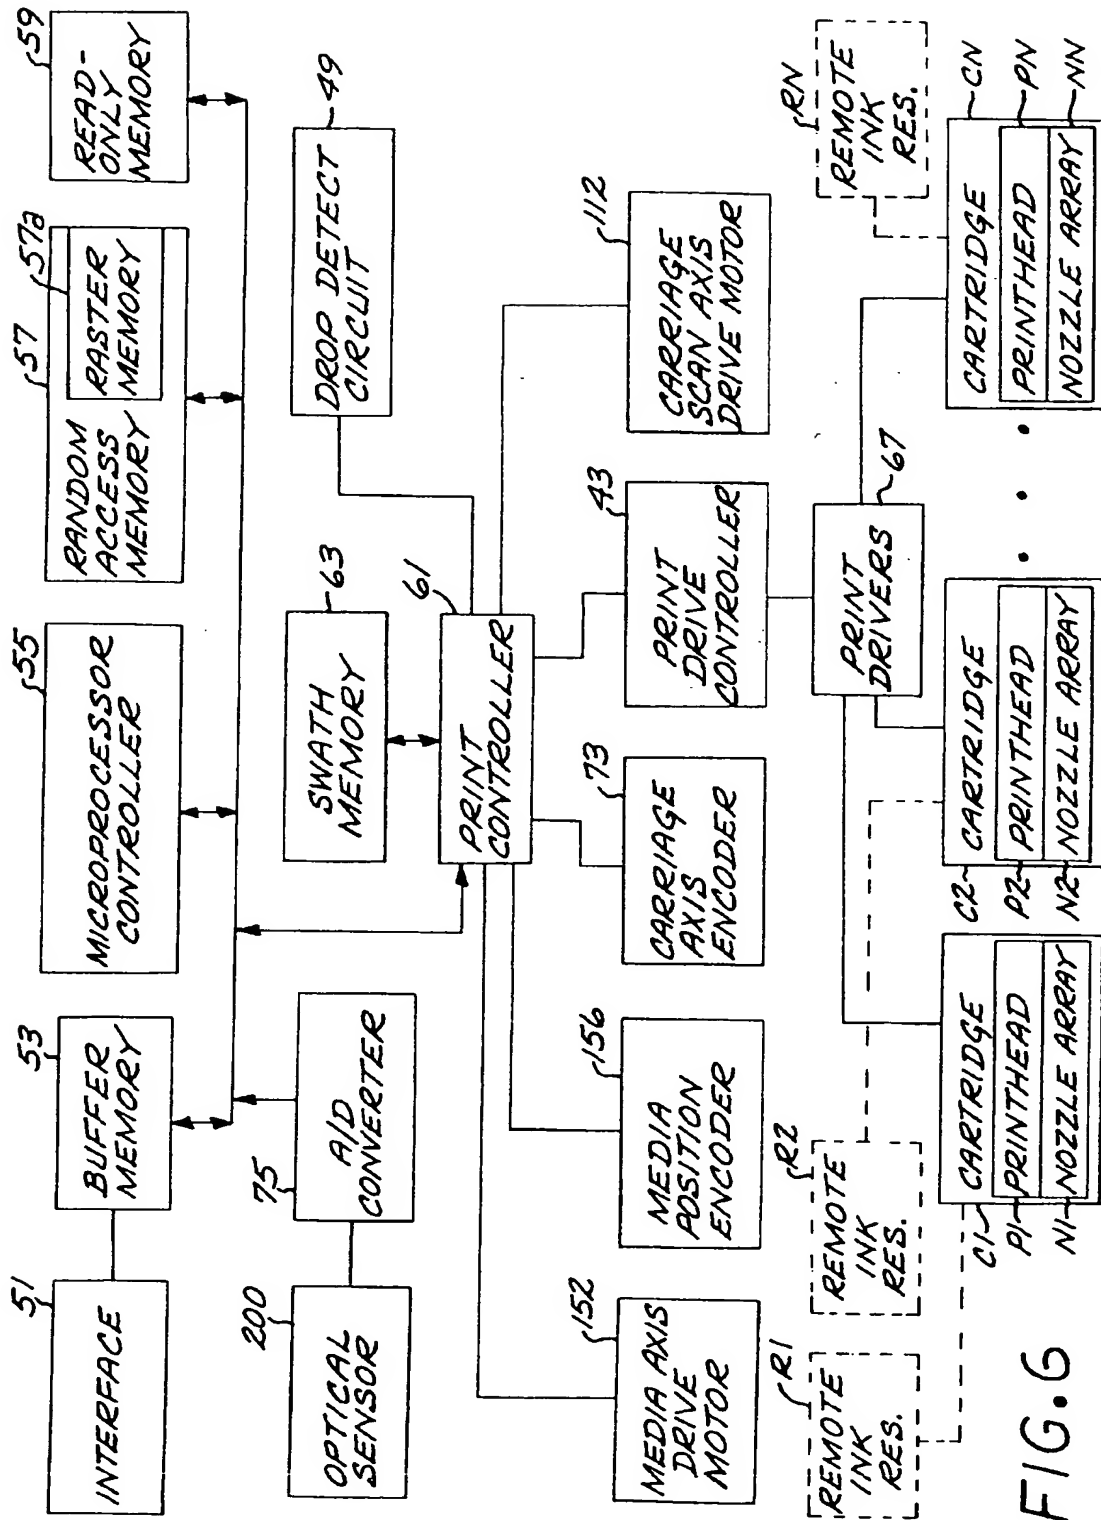 51
INTERFACE
53
BUFFER
MEMORY
55
MICROPROCESSOR
CONTROLLER
57
RANDOM
ACCESS
MEMORY
57a
RASTER
MEMORY
59
READ-
ONLY
MEMORY
200
OPTICAL
SENSOR
75
A/D
CONVERTER
63
SWATH
MEMORY
49
DROP DETECT
CIRCUIT
61
PRINT
CONTROLLER
152
MEDIA AXIS
DRIVE
MOTOR
156
MEDIA
POSITION
ENCODER
73
CARRIAGE
AXIS
ENCODER
43
PRINT
DRIVE
CONTROLLER
112
CARRIAGE
SCAN AXIS
DRIVE MOTOR
R1
REMOTE
INK
RES.
R2
REMOTE
INK
RES.
PRINT
DRIVERS
67
RN
REMOTE
INK
RES.
C1
CARTRIDGE
P1
PRINTHEAD
N1
NOZZLE ARRAY
C2
CARTRIDGE
P2
PRINTHEAD
N2
NOZZLE ARRAY
• • •
CARTRIDGE
CN
PRINTHEAD
PN
NOZZLE ARRAY
NN
FIG.6